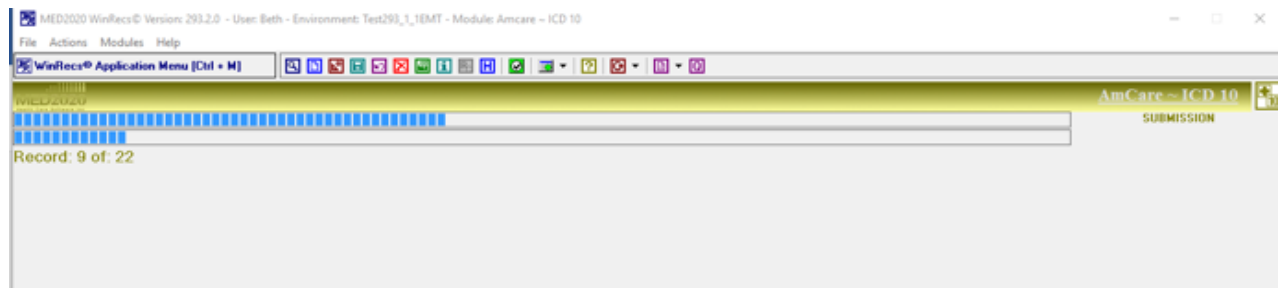 MED2020 WinRecs© Version: 293.2.0 - User: Beth - Environment: Test293_1_1EMT - Module: Amcare ~ ICD 10
File Actions Modules Help
WinRecs© Application Menu [Ctrl + M]
MED2020
AmCare ~ ICD 10
SUBMISSION
Record: 9 of: 22